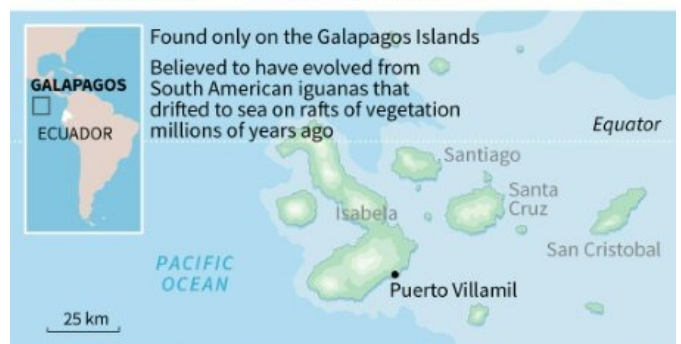 Found only on the Galapagos Islands
Believed to have evolved from
South American iguanas that
drifted to sea on rafts of vegetation
millions of years ago
GALAPAGOS
ECUADOR
Equator
Santiago
Santa
Cruz
Isabela
San Cristobal
PACIFIC
OCEAN
Puerto Villamil
25 km